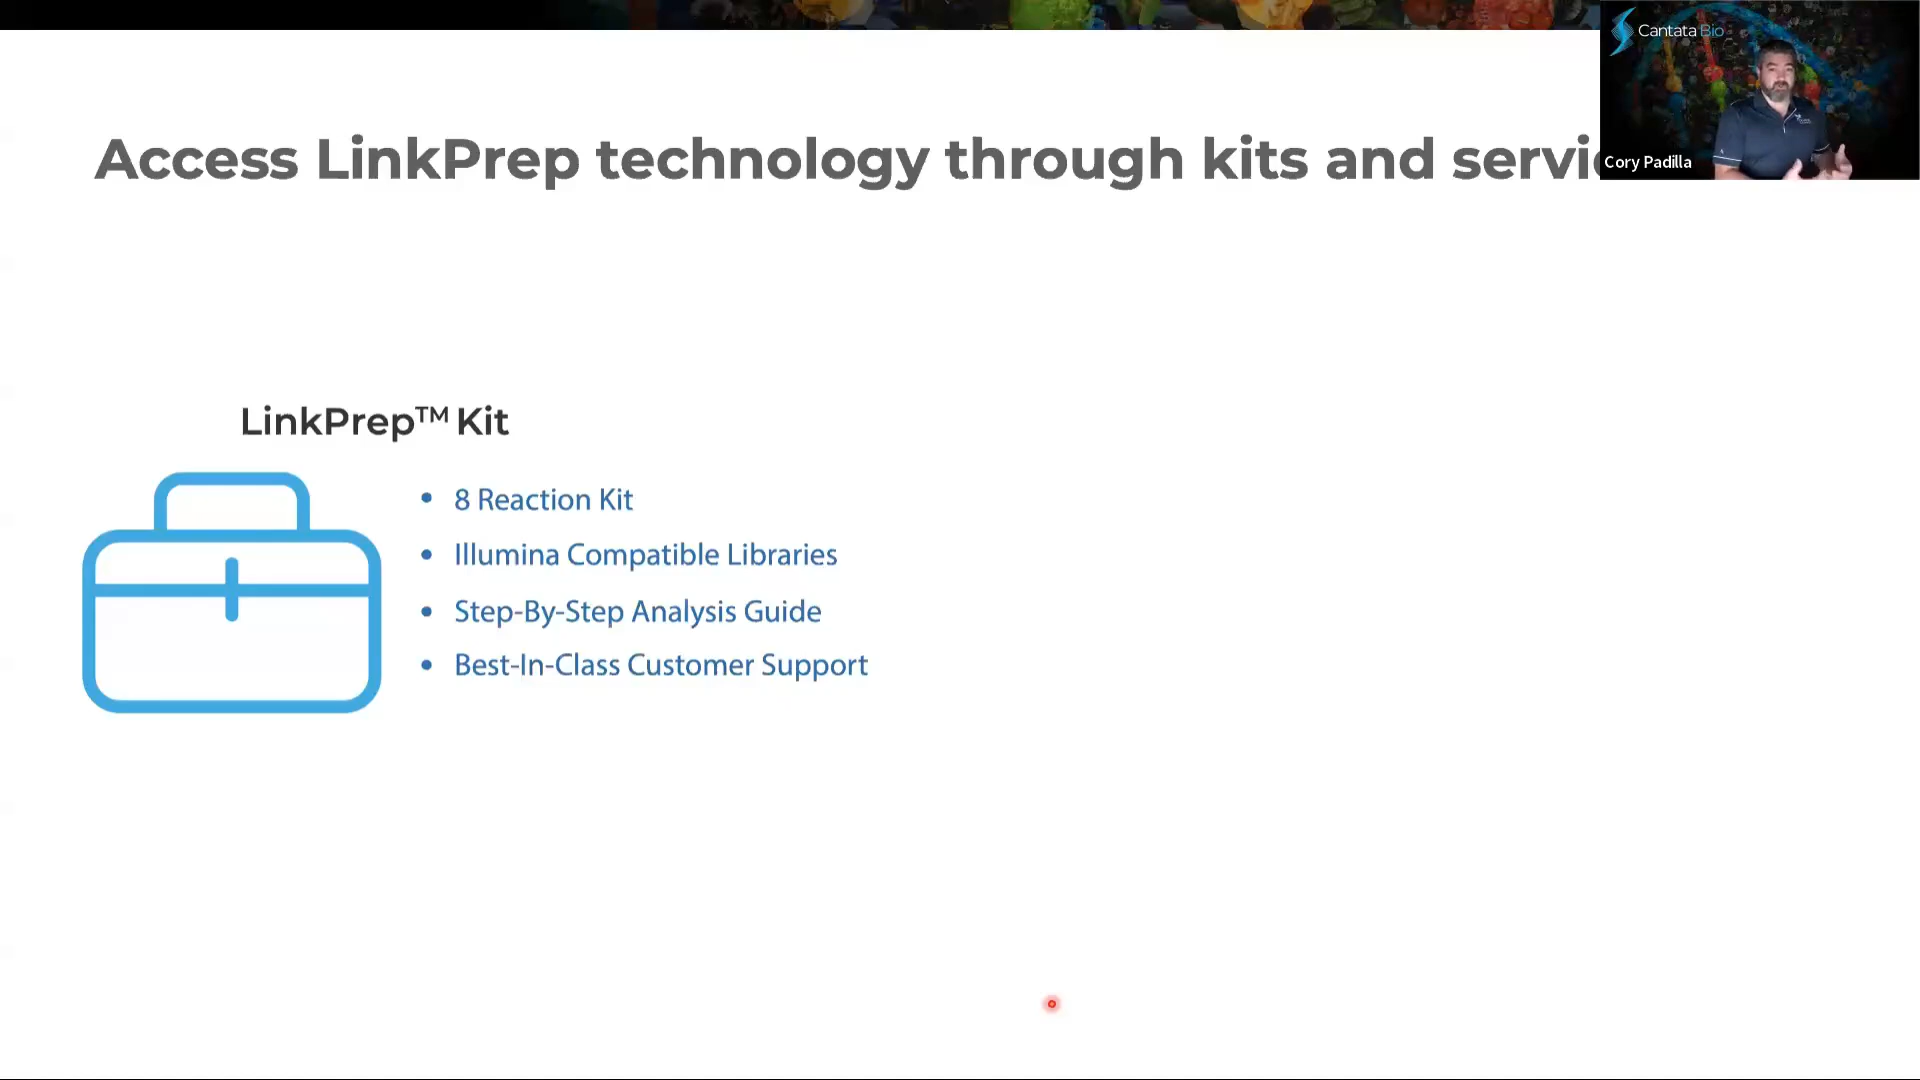 Cantata Bio
Access LinkPrep technology through kits and servi
Cory Padilla
LinkPrep™ Kit
• 8 Reaction Kit
• Illumina Compatible Libraries
• Step-By-Step Analysis Guide
• Best-In-Class Customer Support